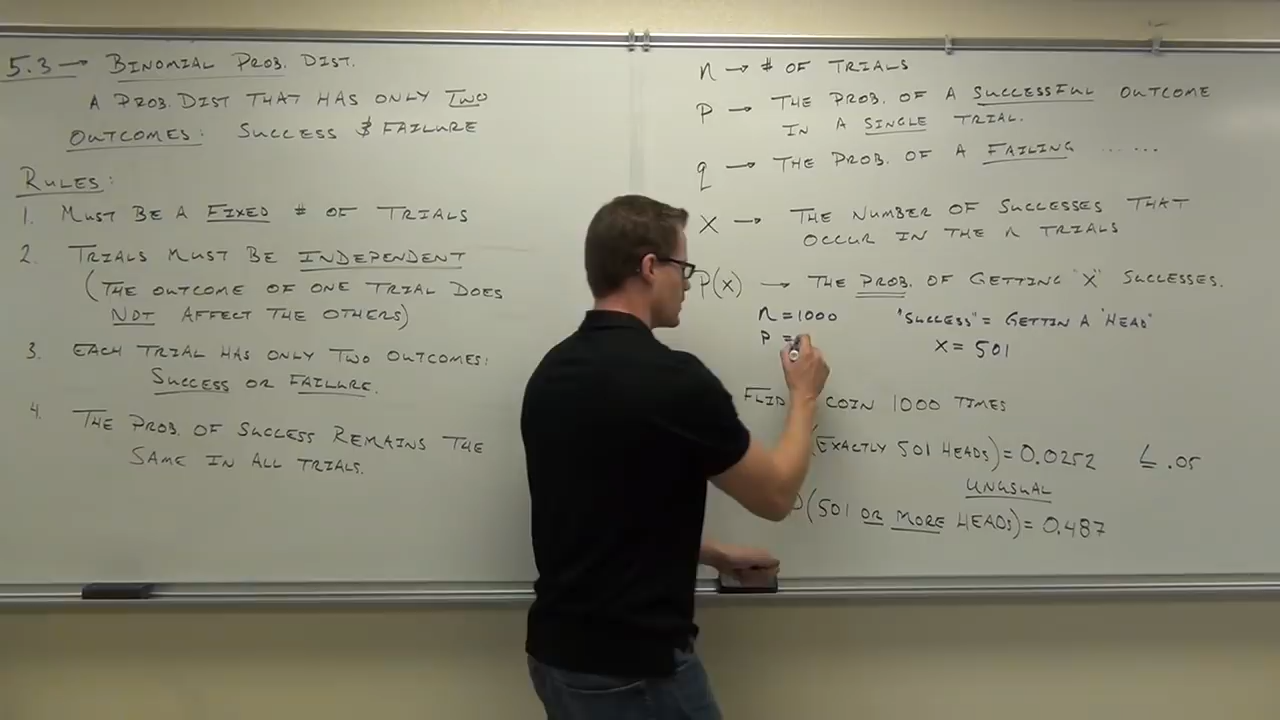 5.3 → BINOMIAL PROB. DIST.
A PROB. DIST THAT HAS ONLY TWO
OUTCOMES: SUCCESS & FAILURE
RULES:
1. MUST BE A FIXED # OF TRIALS
2. TRIALS MUST BE INDEPENDENT
(THE OUTCOME OF ONE TRIAL DOES
NOT AFFECT THE OTHERS)
3. EACH TRIAL HAS ONLY TWO OUTCOMES:
SUCCESS OR FAILURE.
4. THE PROB. OF SUCCESS REMAINS THE
SAME IN ALL TRIALS.
n → # OF TRIALS
P → THE PROB. OF A SUCCESSFUL OUTCOME
IN A SINGLE TRIAL.
q → THE PROB. OF A FAILING ......
X → THE NUMBER OF SUCCESSES THAT
OCCUR IN THE n TRIALS
P(X) → THE PROB. OF GETTING "X" SUCCESSES.
n = 1000 "SUCCESS" = GETTIN A "HEAD"
P = X = 501
FLIP COIN 1000 TIMES
(EXACTLY 501 HEADS) = 0.0252 ≤ .05
UNUSUAL
P(501 OR MORE HEADS) = 0.487